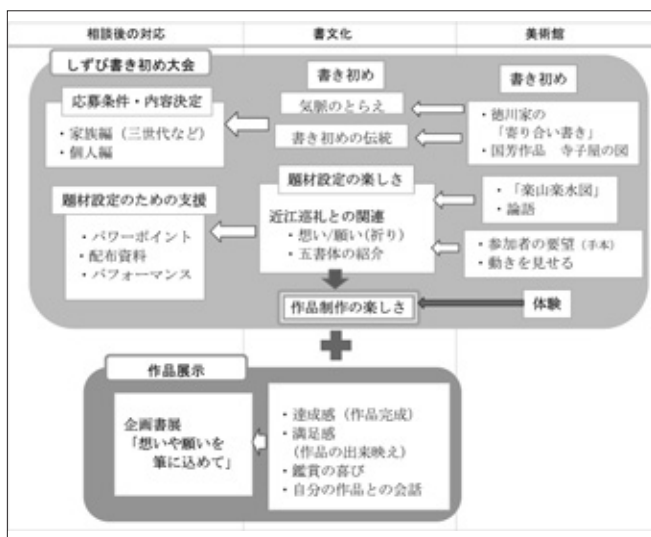 相談後の対応
書文化
美術館
しずび書き初め大会
応募条件・内容決定
・家族編(三世代など)
・個人編
書き初め
気脈のとらえ
書き初めの伝統
書き初め
・徳川家の
「寄り合い書き」
・国芳作品 寺子屋の図
題材設定のための支援
・パワーポイント
・配布資料
・パフォーマンス
題材設定の楽しさ
近江巡礼との関連
・想い/願い(祈り)
・五書体の紹介
・「楽山楽水図」
・論語
・参加者の要望(手本)
・動きを見せる
作品制作の楽しさ
体験
作品展示
企画書展
「想いや願いを
筆に込めて」
・達成感(作品完成)
・満足感
(作品の出来映え)
・鑑賞の喜び
・自分の作品との会話